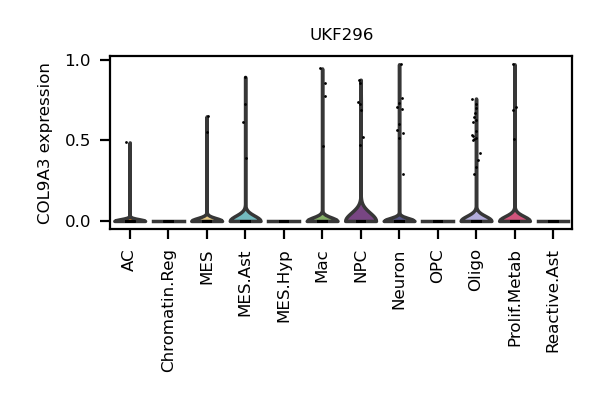 UKF296
COL9A3 expression
1.0
0.5
0.0
AC
Chromatin.Reg
MES
MES.Ast
MES.Hyp
Mac
NPC
Neuron
OPC
Oligo
Prolif.Metab
Reactive.Ast